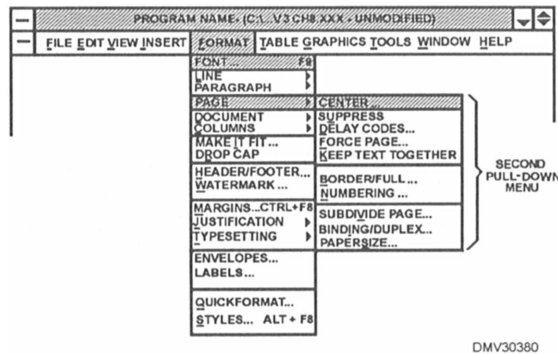 PROGRAM NAME- (C:\...V3 CH8.XXX - UNMODIFIED)
FILE EDIT VIEW INSERT FORMAT TABLE GRAPHICS TOOLS WINDOW HELP
FONT... F9
LINE
PARAGRAPH
PAGE
DOCUMENT
COLUMNS
MAKE IT FIT...
DROP CAP
HEADER/FOOTER...
WATERMARK...
MARGINS...CTRL+F8
JUSTIFICATION
TYPESETTING
ENVELOPES...
LABELS...
QUICKFORMAT...
STYLES... ALT + F8
CENTER...
SUPPRESS
DELAY CODES...
FORCE PAGE...
KEEP TEXT TOGETHER
BORDER/FULL...
NUMBERING...
SUBDIVIDE PAGE...
BINDING/DUPLEX...
PAPERSIZE...
SECOND
PULL-DOWN
MENU
DMV30380